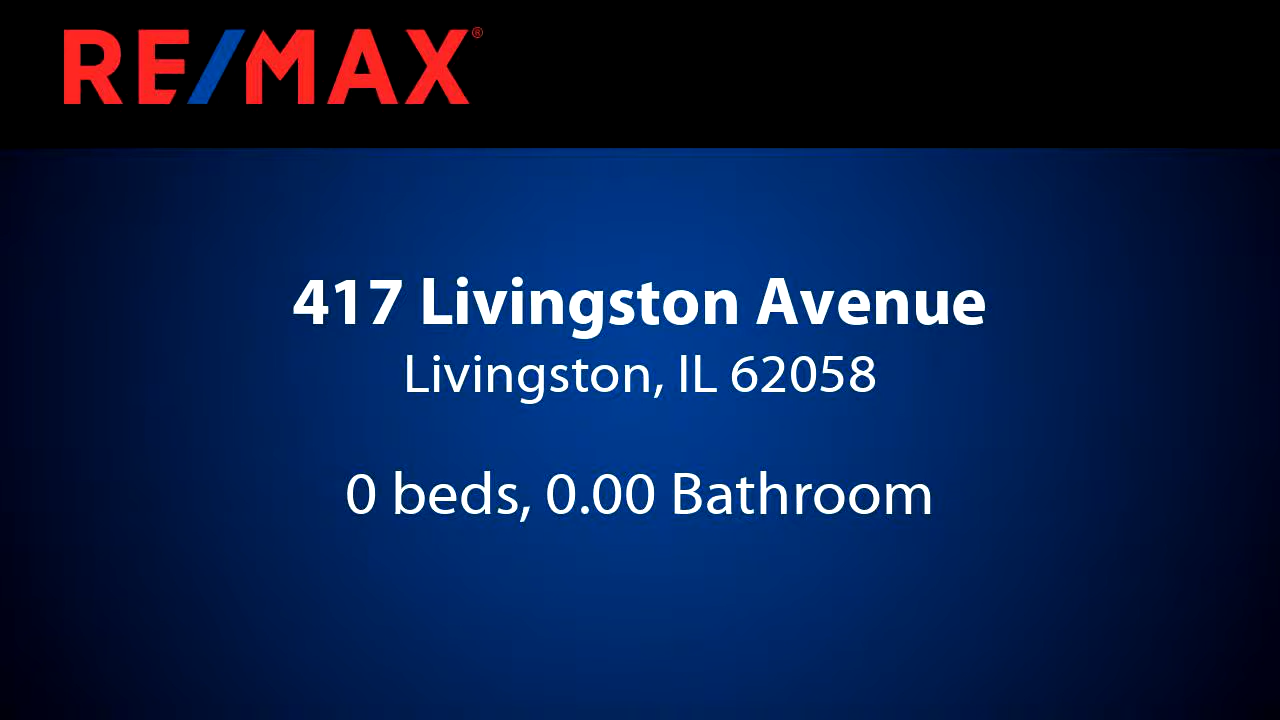 RE/MAX®
417 Livingston Avenue
Livingston, IL 62058
0 beds, 0.00 Bathroom